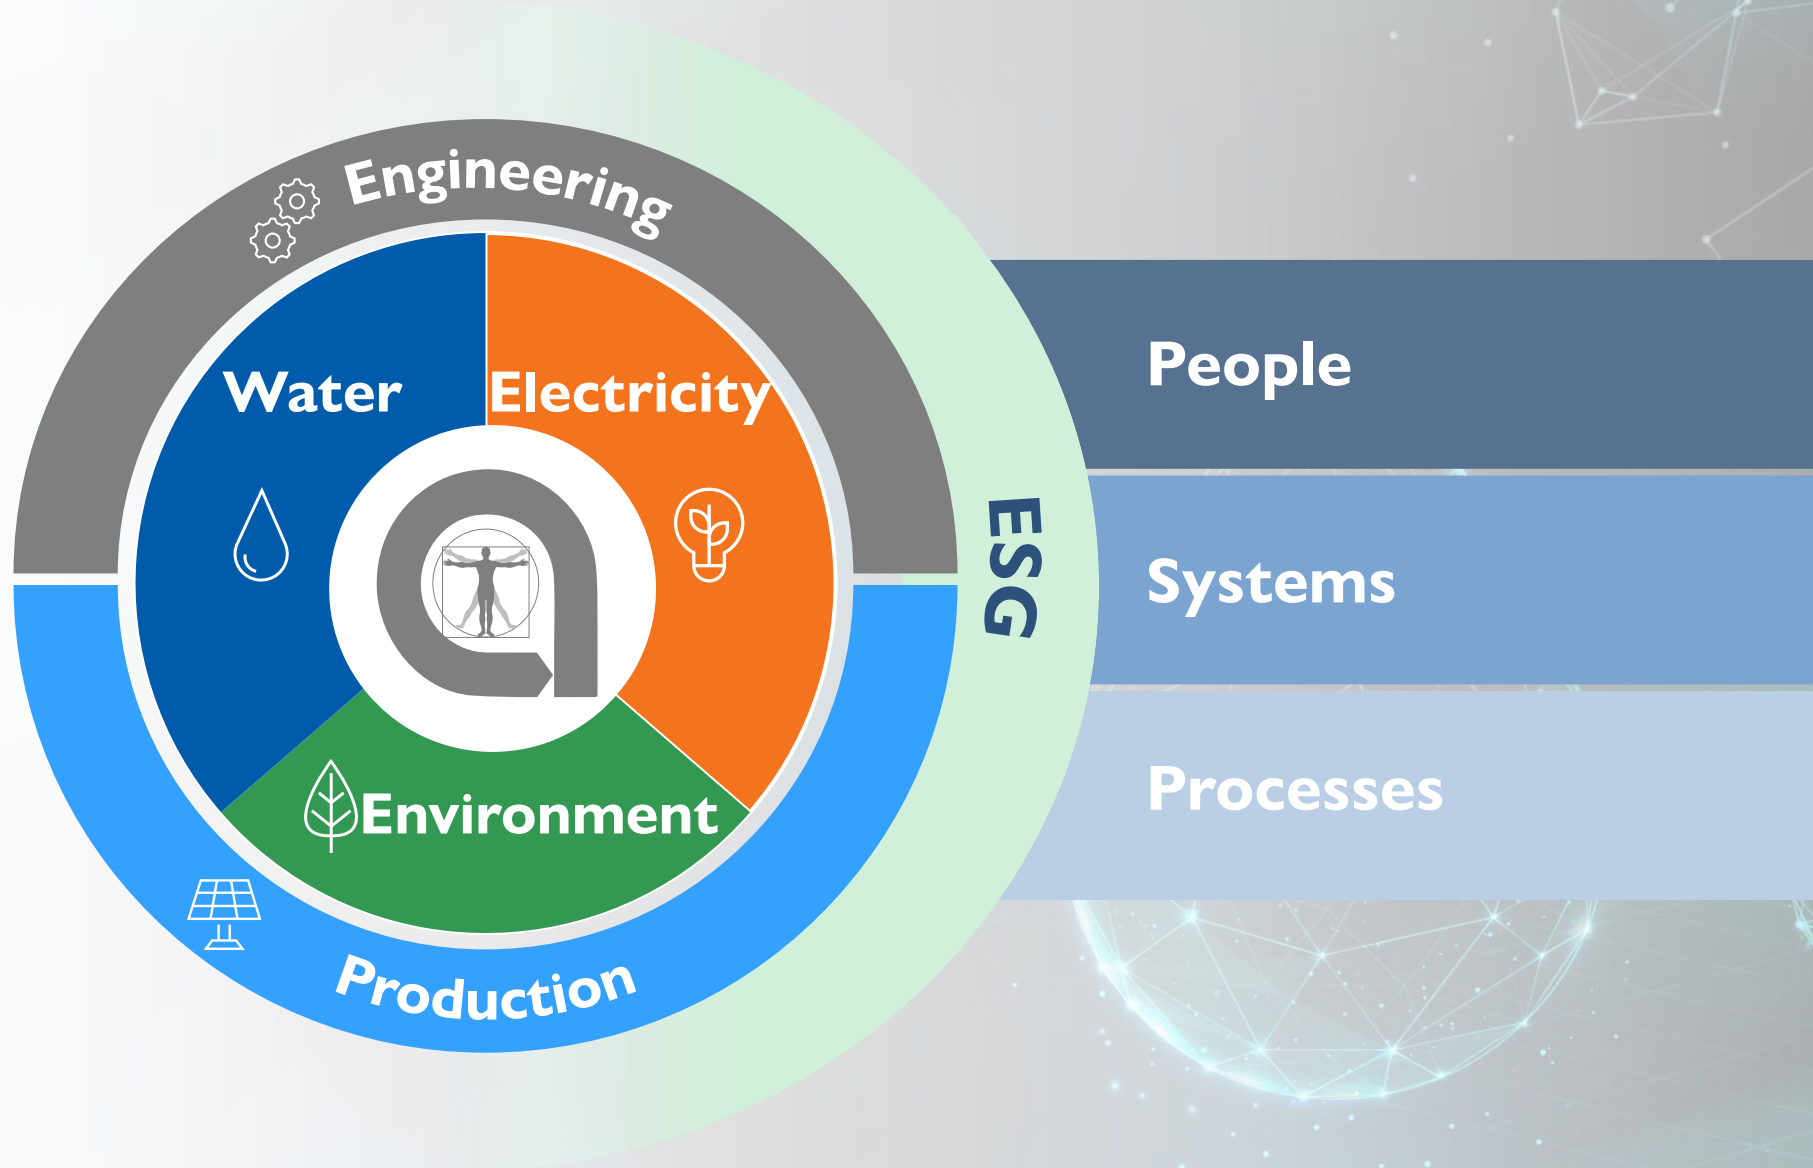 Engineering
Water
Electricity
Environment
Production
ESG
People
Systems
Processes